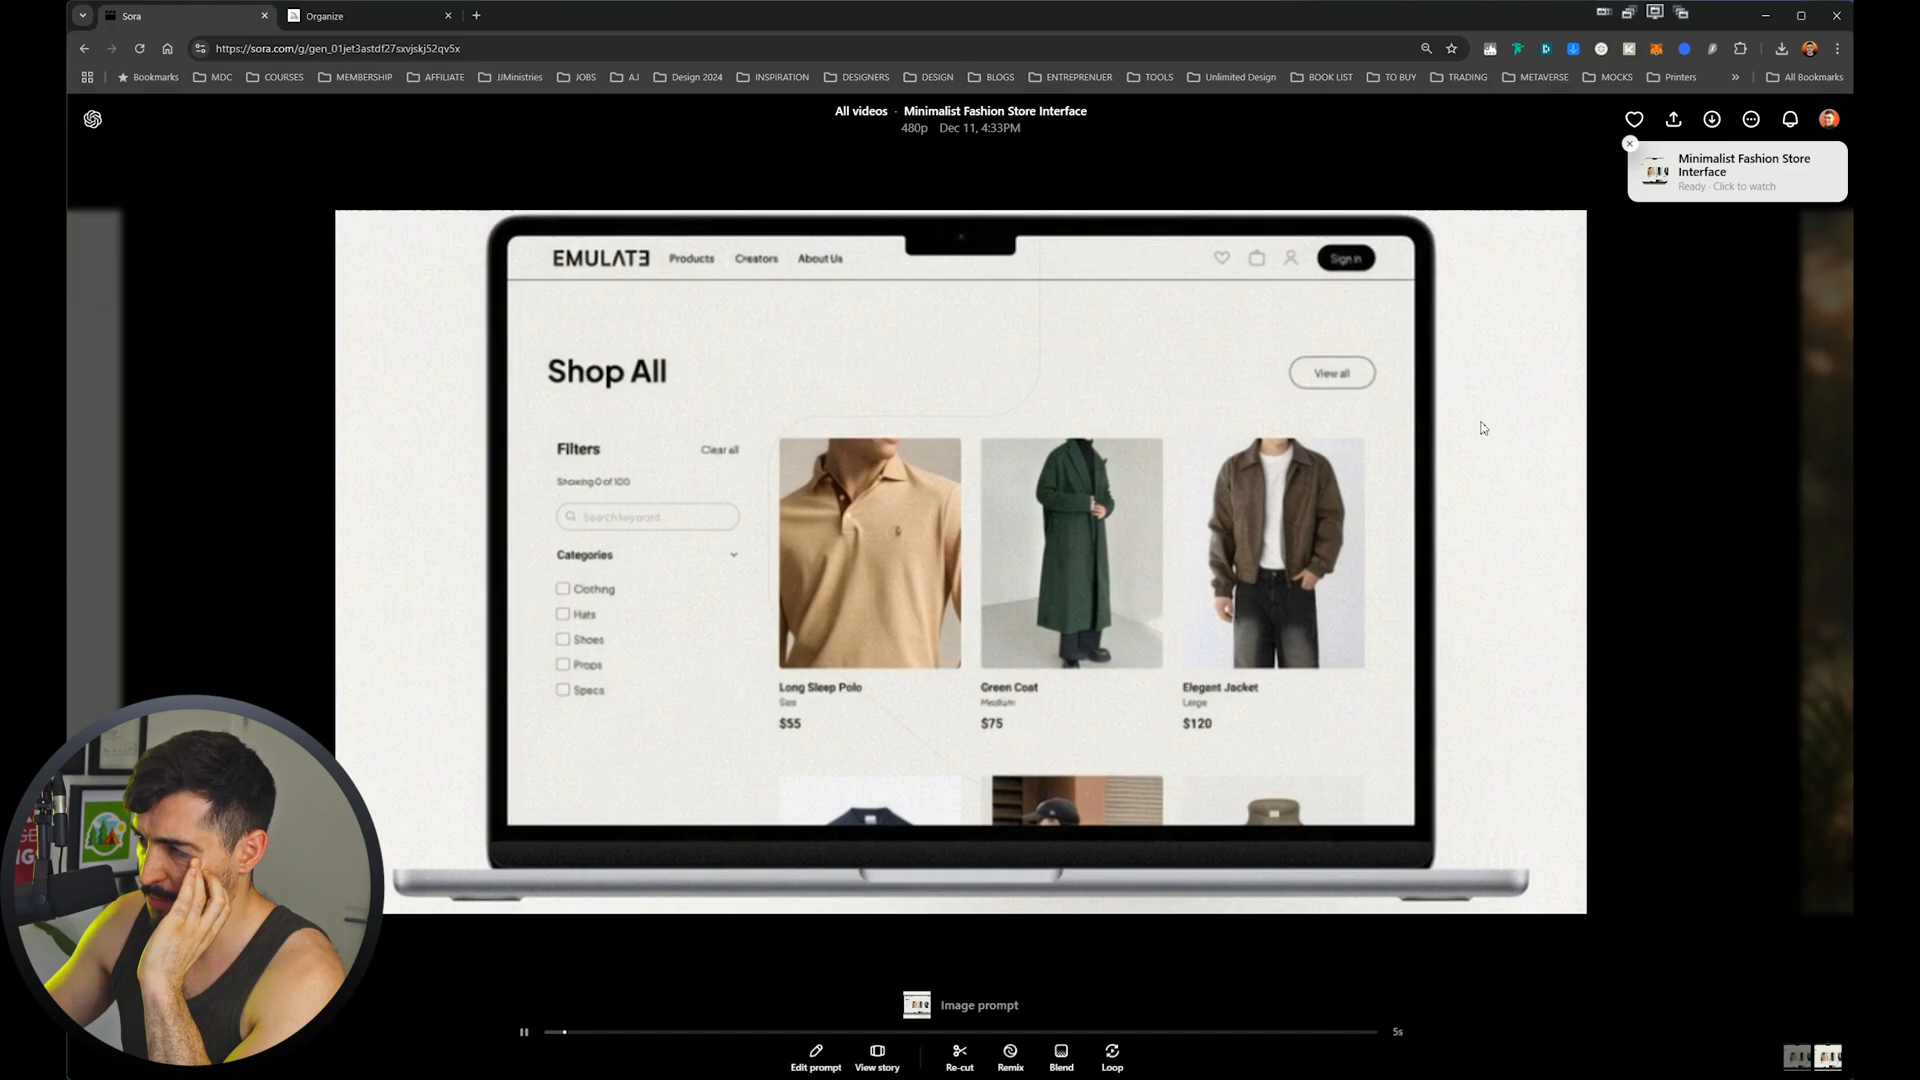 Sora
Organize
https://sora.com/g/gen_01jet3astdf27sxvjskj52qv5x
Bookmarks MDC COURSES MEMBERSHIP AFFILIATE JJMinistries JOBS A.I Design 2024 INSPIRATION DESIGNERS DESIGN BLOGS ENTREPRENUER TOOLS Unlimited Design BOOK LIST TO BUY TRADING METAVERSE MOCKS Printers » All Bookmarks
All videos · Minimalist Fashion Store Interface
480p Dec 11, 4:33PM
Minimalist Fashion Store
Interface
Ready · Click to watch
EMULATE Products Creators About Us Sign in
Shop All
View all
Filters Clear all
Showing 0 of 100
Search keyword
Categories
Clothing
Hats
Shoes
Props
Specs
Long Sleep Polo
Size
$55
Green Coat
Medium
$75
Elegant Jacket
Large
$120
Image prompt
5s
Edit prompt View story Re-cut Remix Blend Loop